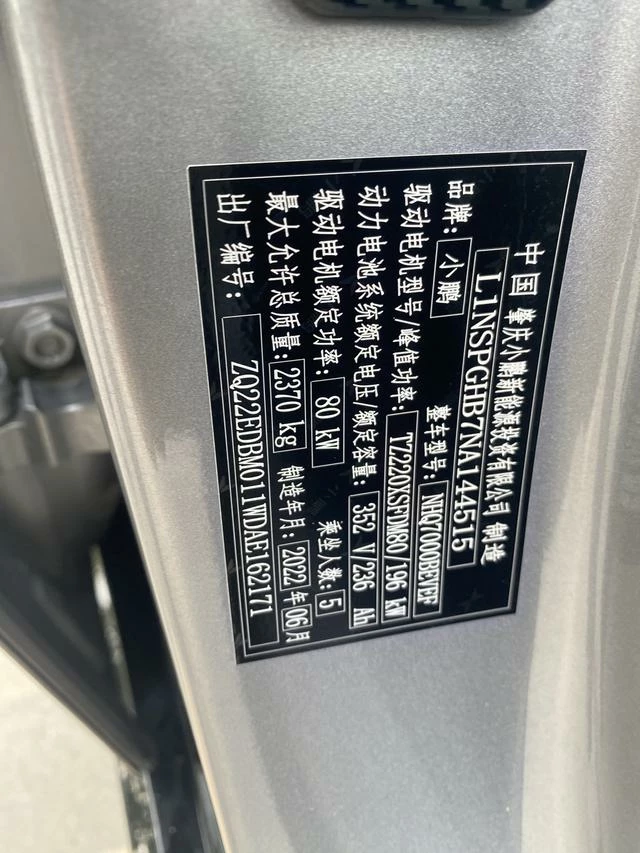 中国 肇庆小鹏新能源投资有限公司 制造
L1NSPGHB7NA144515
品牌: 小鹏 整车型号: NHQ7000BEVEF
驱动电机型号/峰值功率: TZ220XSFDM80/196 kW
动力电池系统额定电压/额定容量: 352 V/236 Ah
驱动电机额定功率: 80 kW 乘坐人数: 5
最大允许总质量: 2370 kg 制造年月: 2022年06月
出厂编号: ZQ22EDBM011WDAE162171